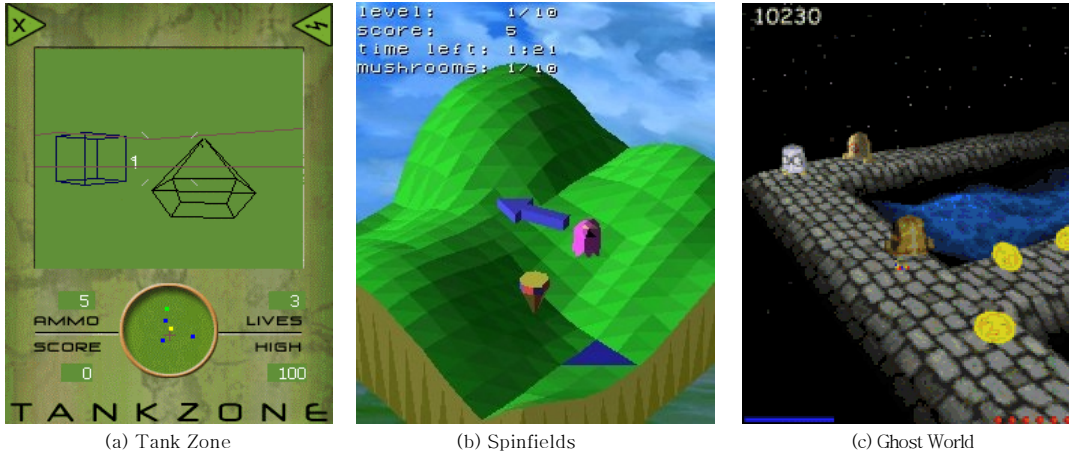 X
5
3
AMMO
LIVES
SCORE
HIGH
0
100
TANKZONE
(a) Tank Zone
level: 1/10
score: 5
time left: 1:21
mushrooms: 1/10
(b) Spinfields
10230
(c) Ghost World